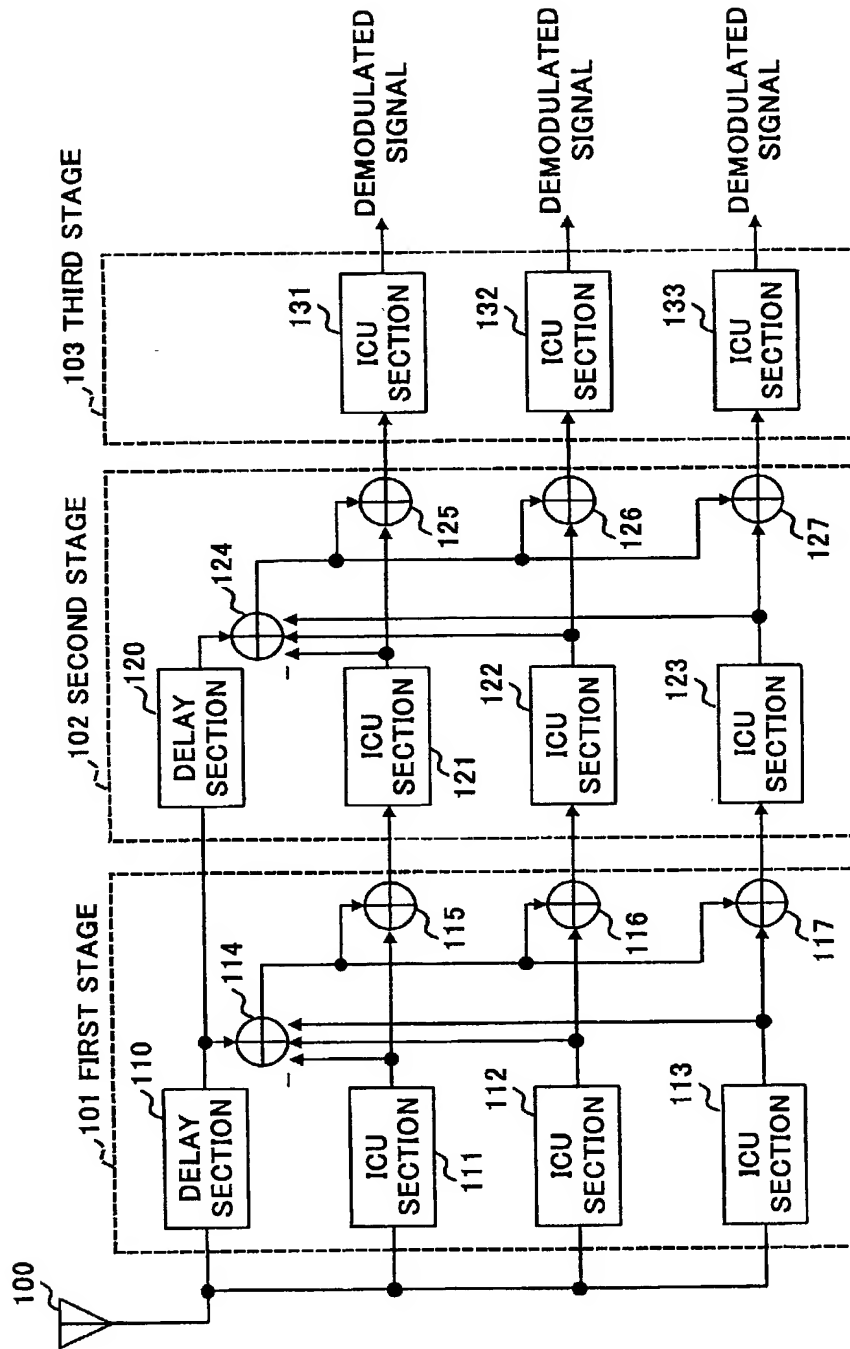 100
101 FIRST STAGE
110
DELAY
SECTION
114
-
ICU
SECTION
111
115
112
ICU
SECTION
116
113
ICU
SECTION
117
102 SECOND STAGE
120
DELAY
SECTION
124
-
ICU
SECTION
121
125
122
ICU
SECTION
126
123
ICU
SECTION
127
103 THIRD STAGE
131
ICU
SECTION
DEMODULATED
SIGNAL
132
ICU
SECTION
DEMODULATED
SIGNAL
133
ICU
SECTION
DEMODULATED
SIGNAL